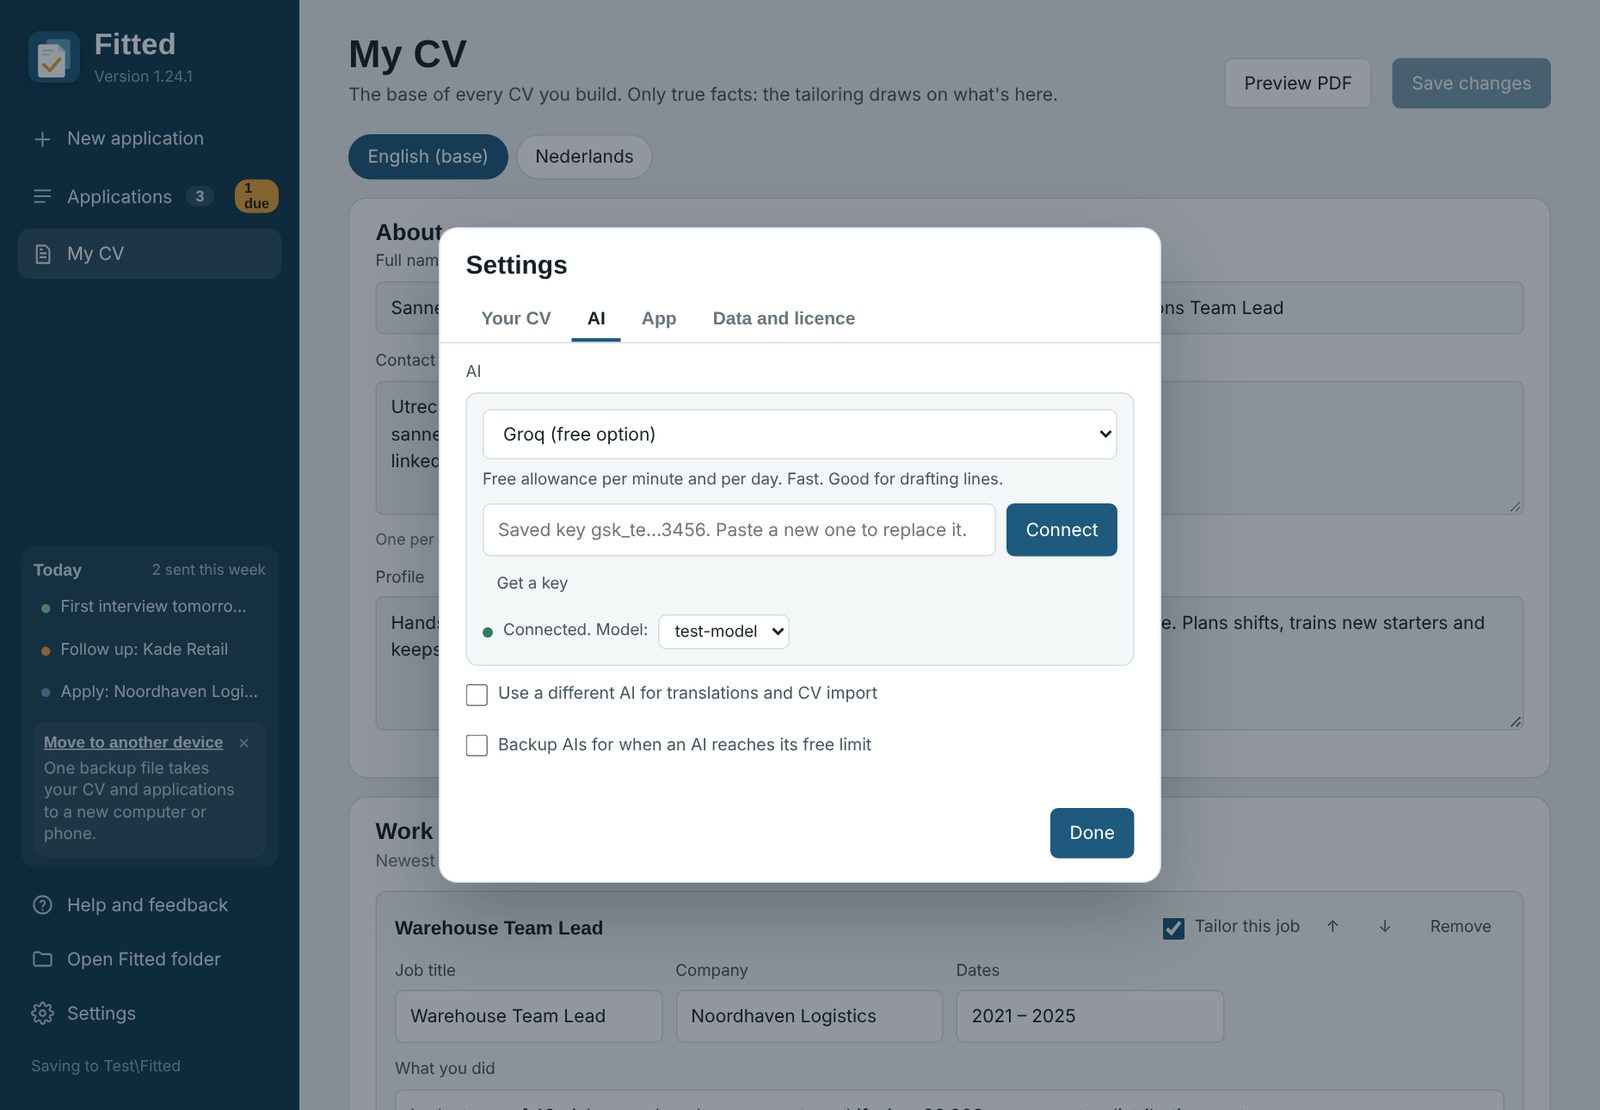 Fitted
Version 1.24.1
New application
Applications 3 1 due
My CV
Today 2 sent this week
First interview tomorro...
Follow up: Kade Retail
Apply: Noordhaven Logi...
Move to another device ×
One backup file takes
your CV and applications
to a new computer or
phone.
Help and feedback
Open Fitted folder
Settings
Saving to Test\Fitted
My CV
The base of every CV you build. Only true facts: the tailoring draws on what's here.
Preview PDF
Save changes
English (base)
Nederlands
About
Full nam
Sanne
ons Team Lead
Contact
Utrec
sanne
linked
One per
Profile
Hands
e. Plans shifts, trains new starters and
keeps
Settings
Your CV AI App Data and licence
AI
Groq (free option)
Free allowance per minute and per day. Fast. Good for drafting lines.
Saved key gsk_te...3456. Paste a new one to replace it.
Connect
Get a key
Connected. Model: test-model
Use a different AI for translations and CV import
Backup AIs for when an AI reaches its free limit
Done
Work
Newest
Warehouse Team Lead
Tailor this job ↑ ↓ Remove
Job title Company Dates
Warehouse Team Lead Noordhaven Logistics 2021 – 2025
What you did